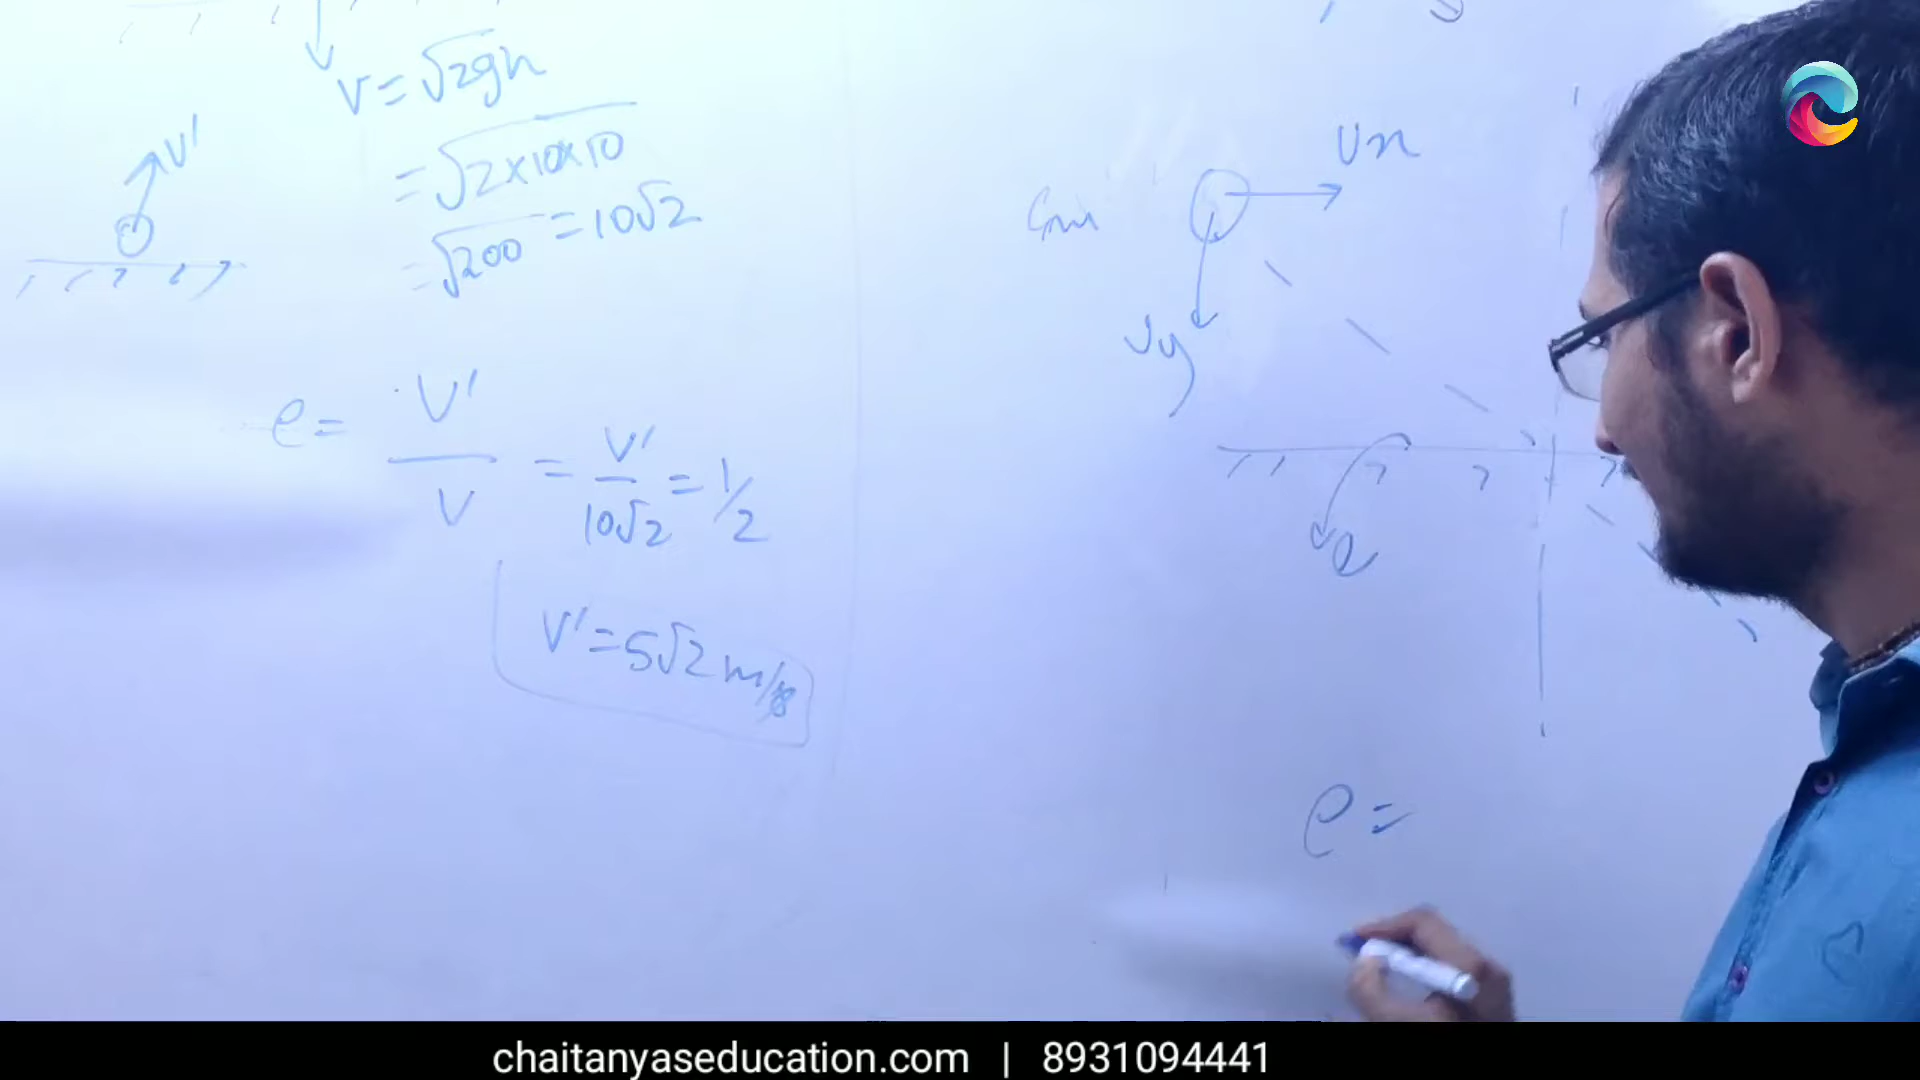 V = √2gh
= √2×10×10
= √200 = 10√2
V'
e = V'/V = V'/10√2 = 1/2
V' = 5√2 m/s
Vx
Vy
e
e =
chaitanyaseducation.com | 8931094441